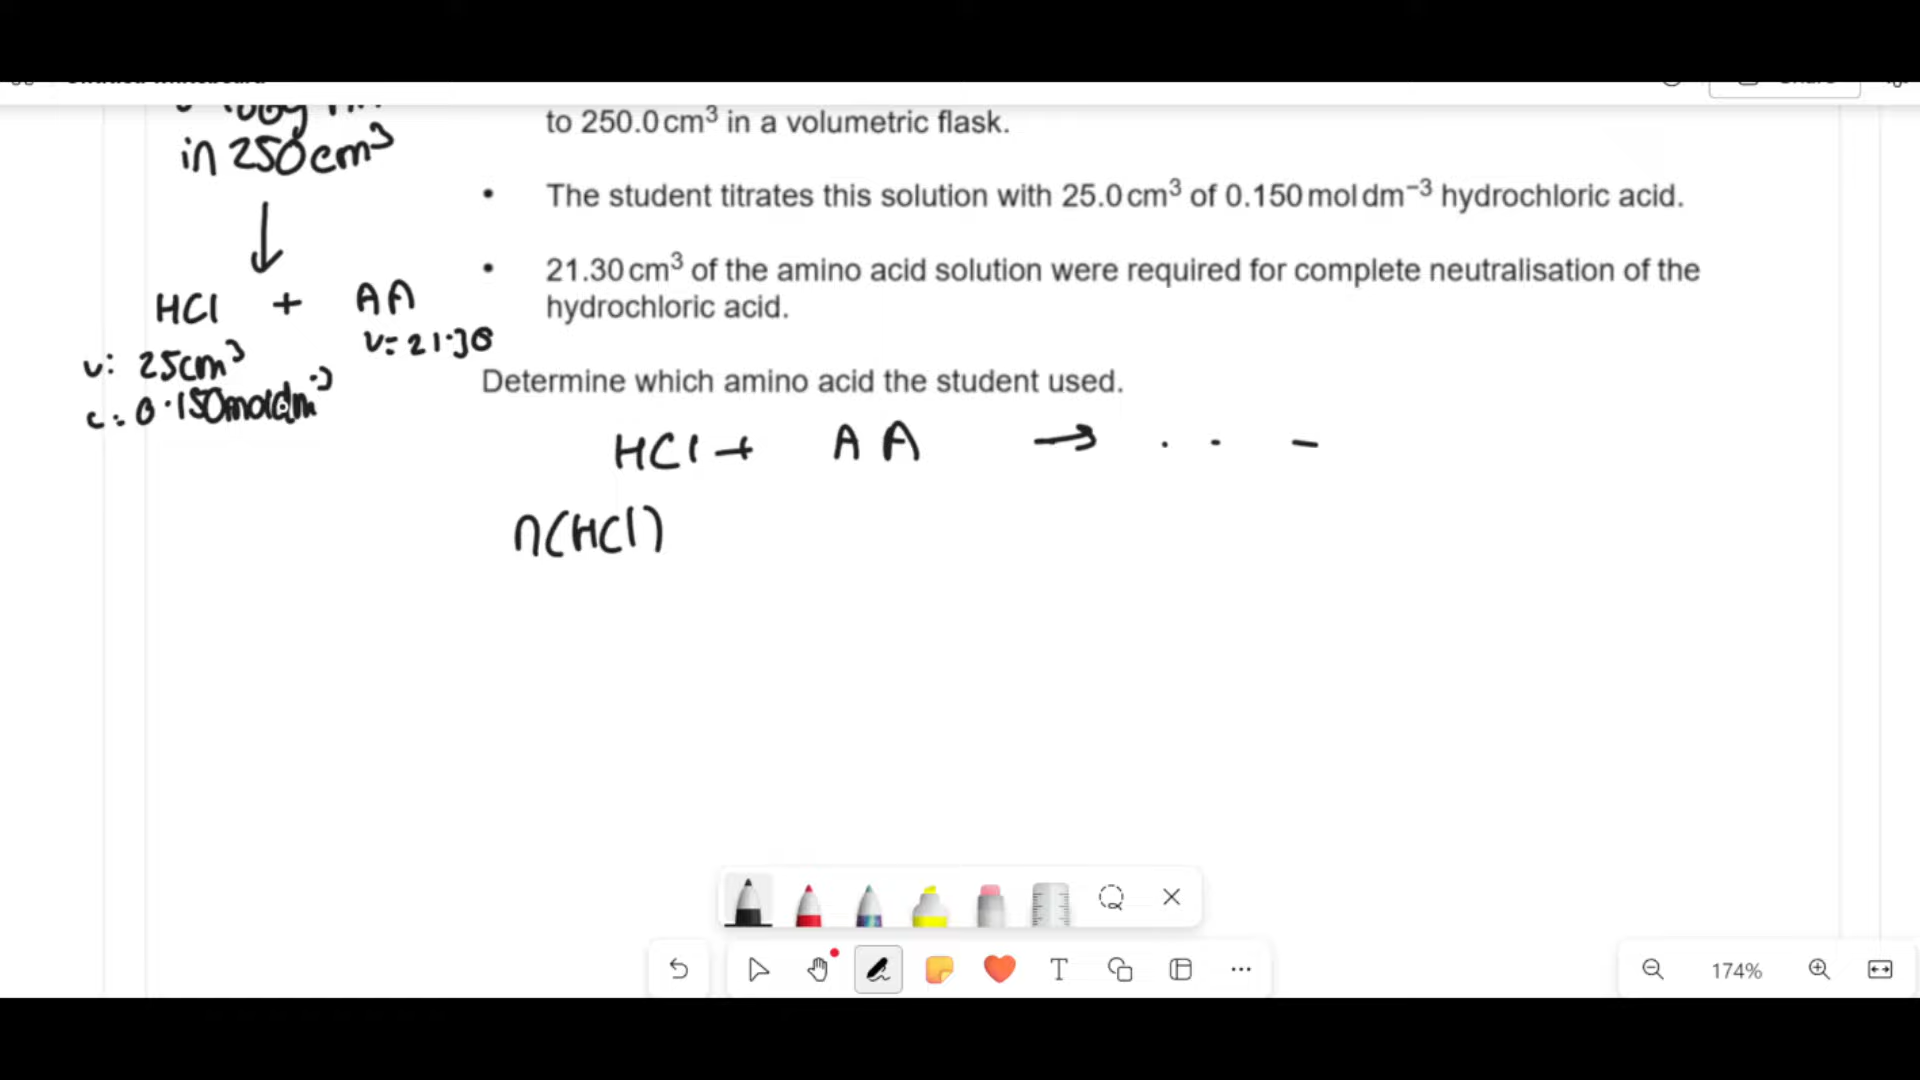 in 250cm³
to 250.0 cm³ in a volumetric flask.
• The student titrates this solution with 25.0 cm³ of 0.150 mol dm⁻³ hydrochloric acid.
• 21.30 cm³ of the amino acid solution were required for complete neutralisation of the
hydrochloric acid.
HCl + AA
v: 25cm³
v= 21.30
c: 0.150moldm⁻³
Determine which amino acid the student used.
HCl + AA → . . -
n(HCl)
174%